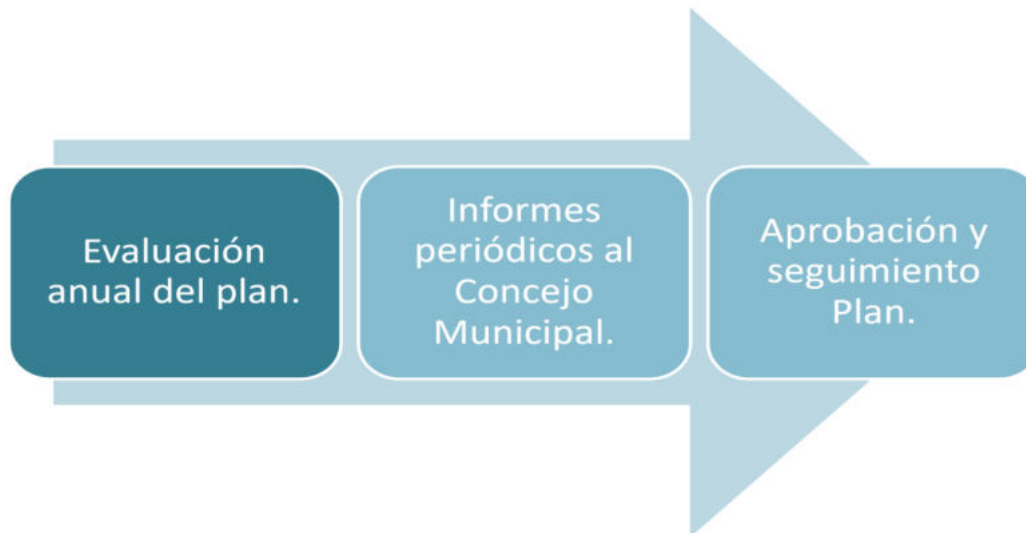 Evaluación
anual del plan.
Informes
periódicos al
Concejo
Municipal.
Aprobación y
seguimiento
Plan.